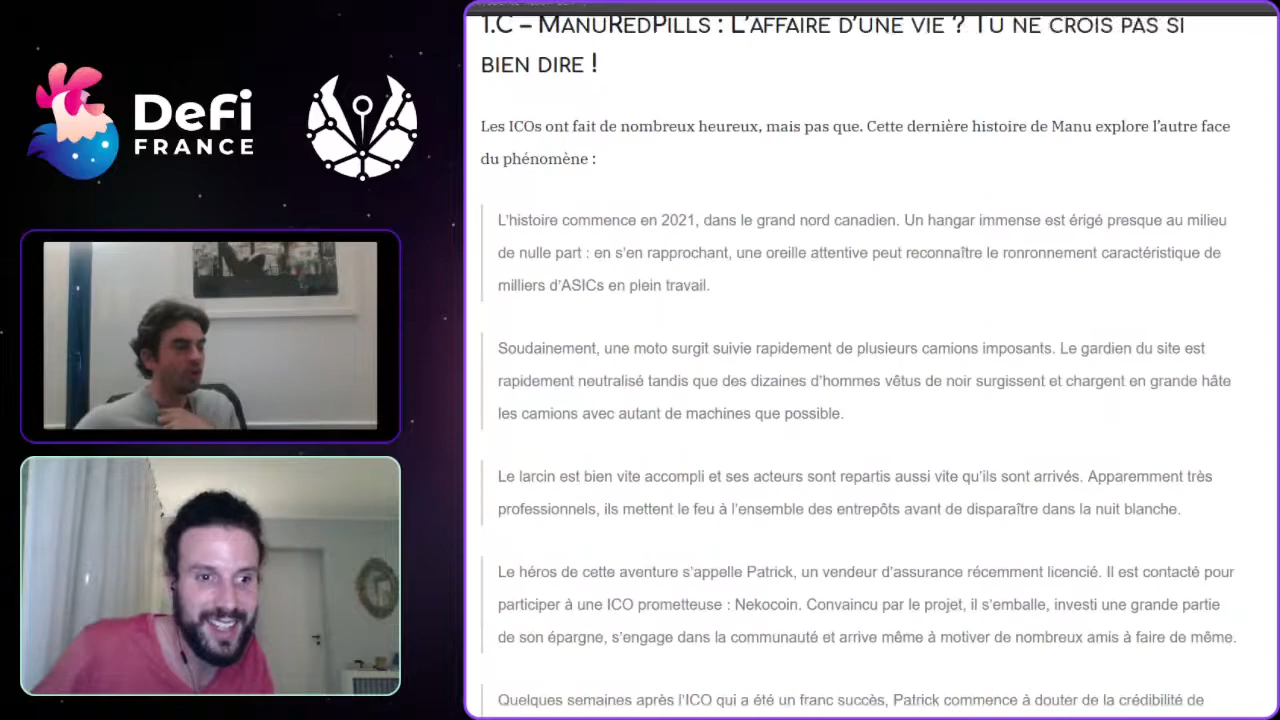 DeFi
FRANCE
1.C – ManuRedPills : L’affaire d’une vie ? Tu ne crois pas si
bien dire !
Les ICOs ont fait de nombreux heureux, mais pas que. Cette dernière histoire de Manu explore l’autre face
du phénomène :
L’histoire commence en 2021, dans le grand nord canadien. Un hangar immense est érigé presque au milieu
de nulle part : en s’en rapprochant, une oreille attentive peut reconnaître le ronronnement caractéristique de
milliers d’ASICs en plein travail.
Soudainement, une moto surgit suivie rapidement de plusieurs camions imposants. Le gardien du site est
rapidement neutralisé tandis que des dizaines d’hommes vêtus de noir surgissent et chargent en grande hâte
les camions avec autant de machines que possible.
Le larcin est bien vite accompli et ses acteurs sont repartis aussi vite qu’ils sont arrivés. Apparemment très
professionnels, ils mettent le feu à l’ensemble des entrepôts avant de disparaître dans la nuit blanche.
Le héros de cette aventure s’appelle Patrick, un vendeur d’assurance récemment licencié. Il est contacté pour
participer à une ICO prometteuse : Nekocoin. Convaincu par le projet, il s’emballe, investi une grande partie
de son épargne, s’engage dans la communauté et arrive même à motiver de nombreux amis à faire de même.
Quelques semaines après l’ICO qui a été un franc succès, Patrick commence à douter de la crédibilité de